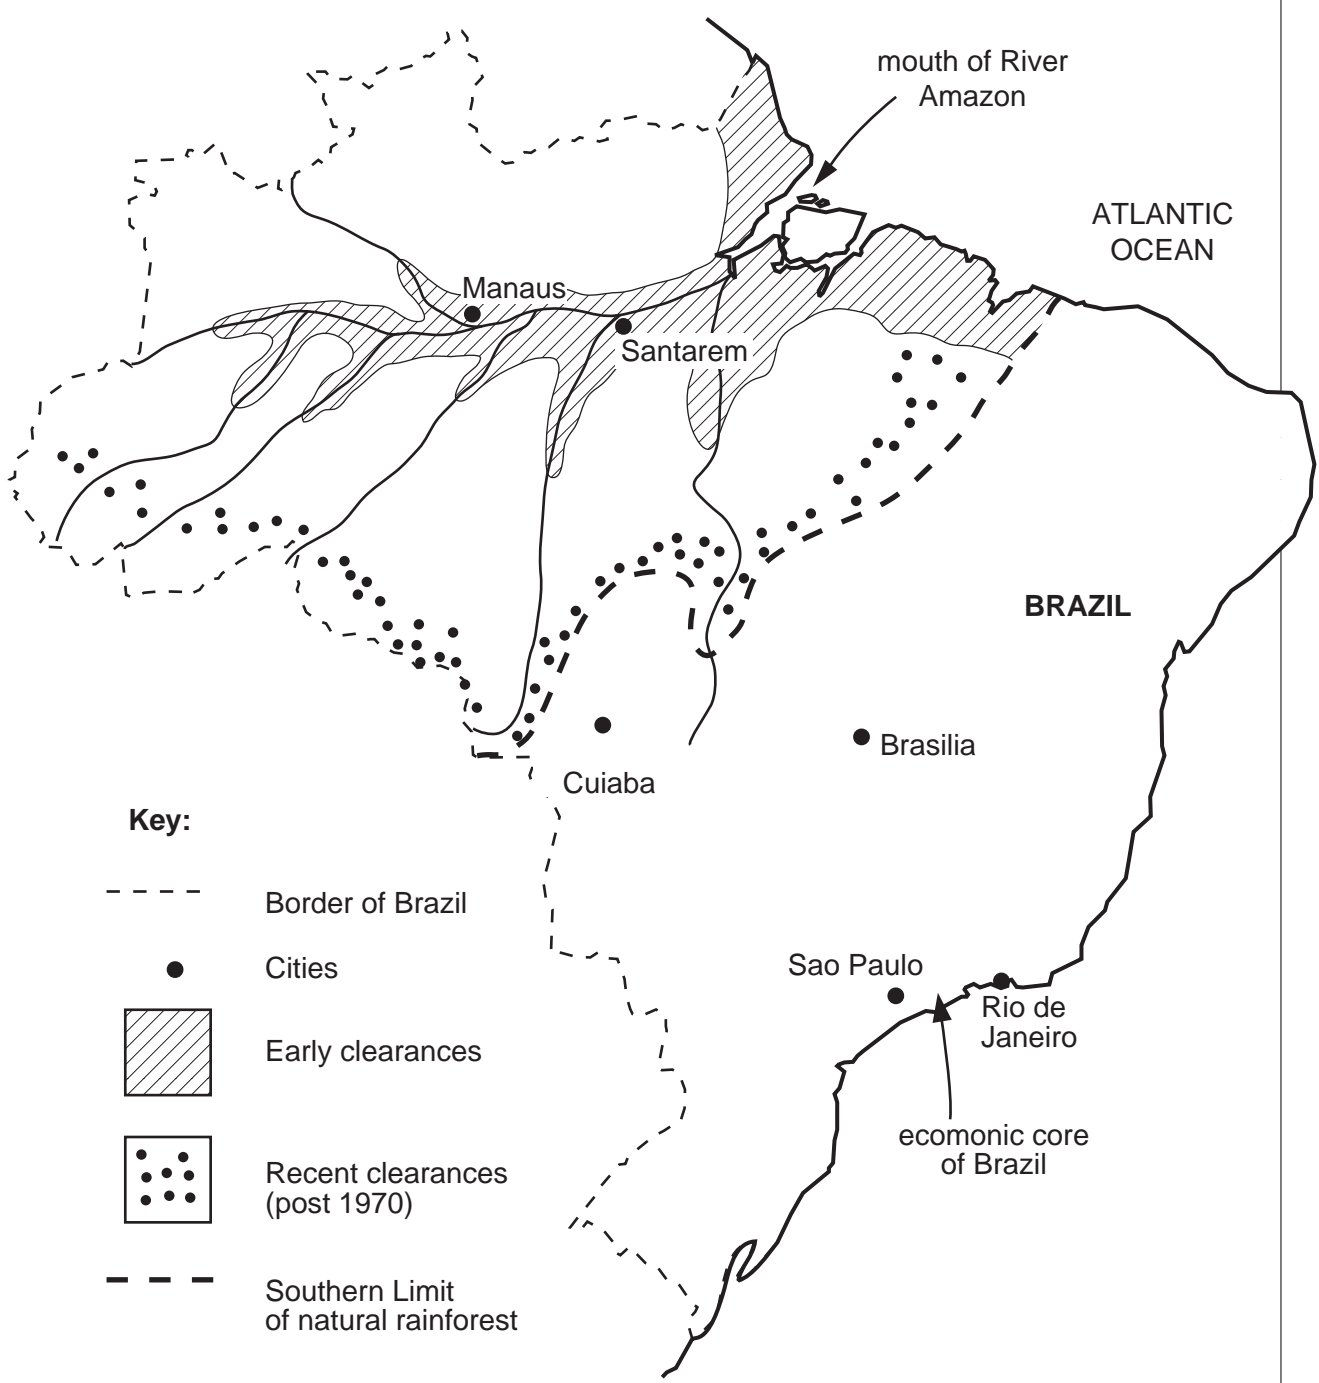 mouth of River
Amazon
ATLANTIC
OCEAN
Manaus
Santarem
BRAZIL
Brasilia
Cuiaba
Key:
Border of Brazil
Cities
Sao Paulo
Rio de
Janeiro
Early clearances
ecomonic core
of Brazil
Recent clearances
(post 1970)
Southern Limit
of natural rainforest